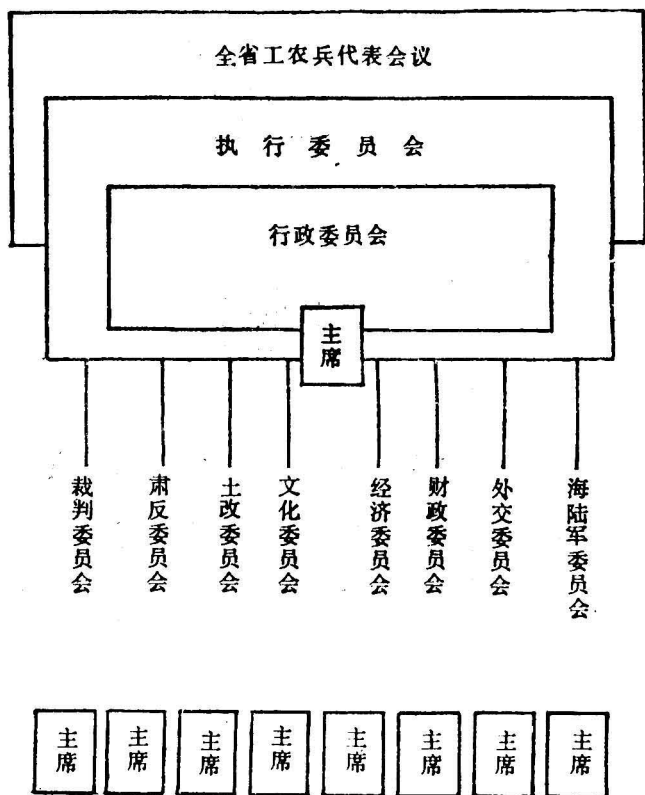 全省工农兵代表会议
执行委员会
行政委员会
主席
裁判委员会
肃反委员会
土改委员会
文化委员会
经济委员会
财政委员会
外交委员会
海陆军委员会
主席
主席
主席
主席
主席
主席
主席
主席